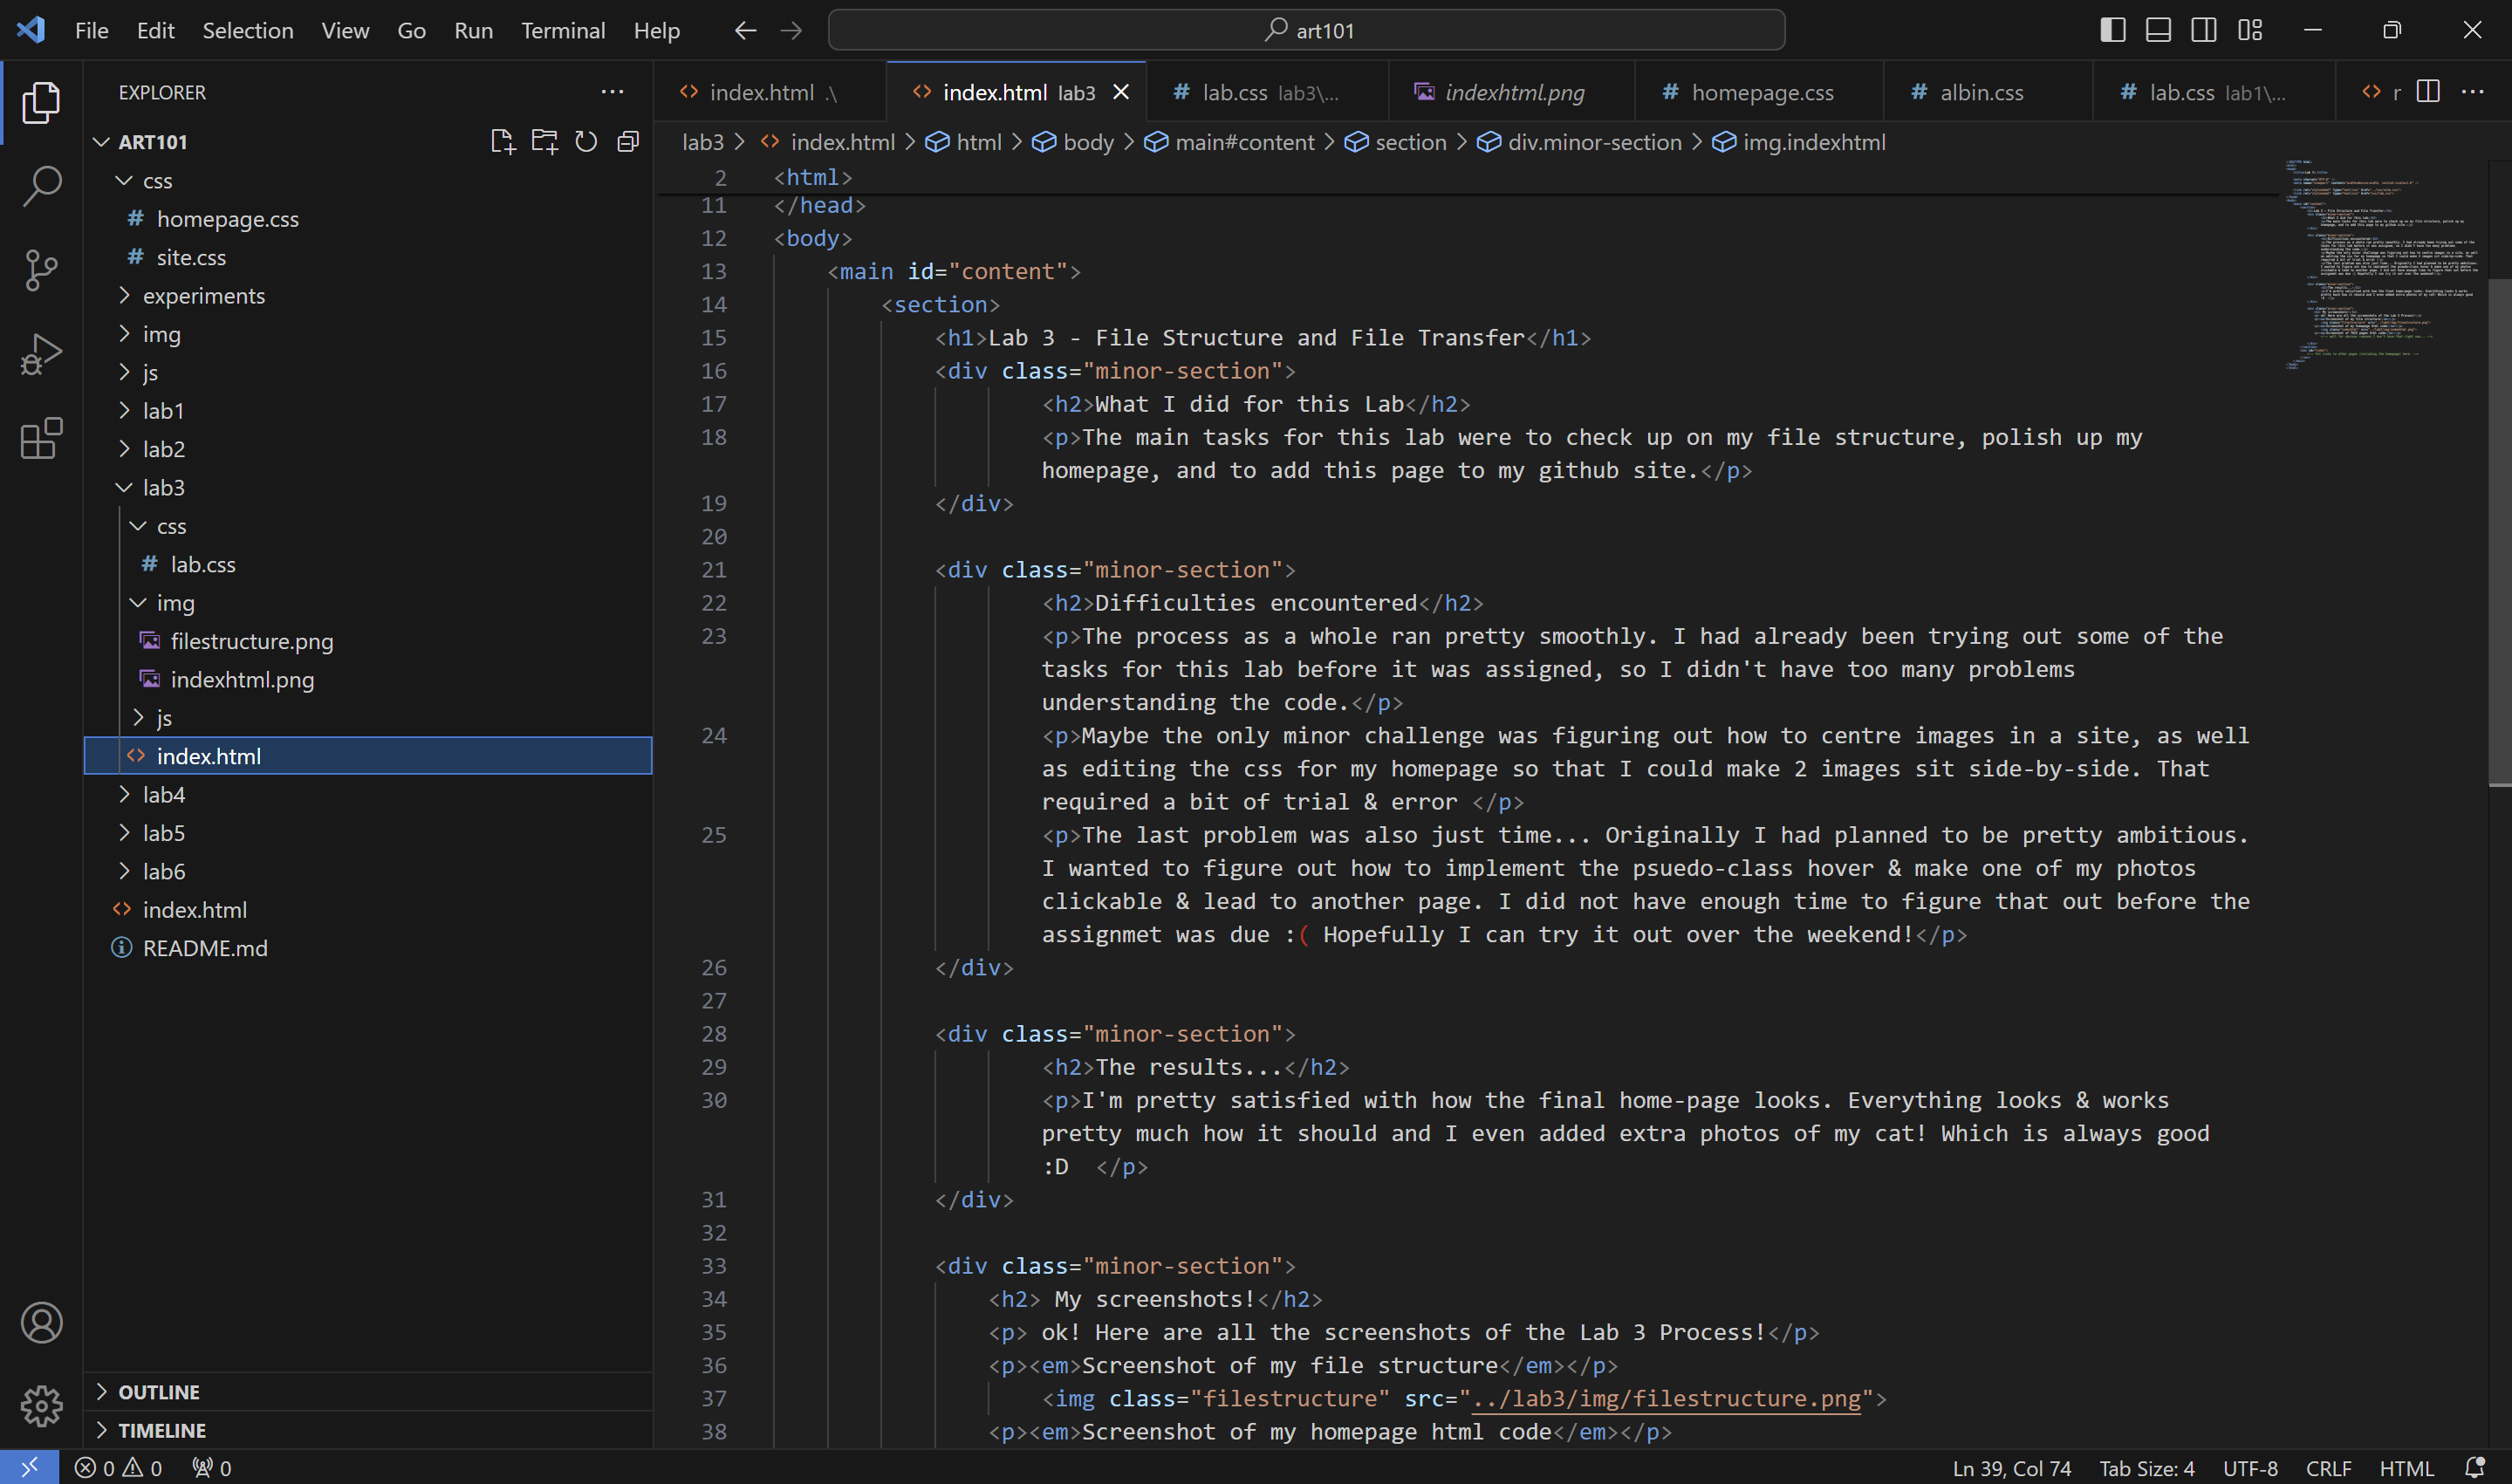 File Edit Selection View Go Run Terminal Help art101
EXPLORER
ART101
css
homepage.css
site.css
experiments
img
js
lab1
lab2
lab3
css
lab.css
img
filestructure.png
indexhtml.png
js
index.html
lab4
lab5
lab6
index.html
README.md
OUTLINE
TIMELINE
index.html .\ index.html lab3 # lab.css lab3\... indexhtml.png # homepage.css # albin.css # lab.css lab1\... r
lab3 > index.html > html > body > main#content > section > div.minor-section > img.indexhtml
2 <html>
11 </head>
12 <body>
13 <main id="content">
14 <section>
15 <h1>Lab 3 - File Structure and File Transfer</h1>
16 <div class="minor-section">
17 <h2>What I did for this Lab</h2>
18 <p>The main tasks for this lab were to check up on my file structure, polish up my
homepage, and to add this page to my github site.</p>
19 </div>
20
21 <div class="minor-section">
22 <h2>Difficulties encountered</h2>
23 <p>The process as a whole ran pretty smoothly. I had already been trying out some of the
tasks for this lab before it was assigned, so I didn't have too many problems
understanding the code.</p>
24 <p>Maybe the only minor challenge was figuring out how to centre images in a site, as well
as editing the css for my homepage so that I could make 2 images sit side-by-side. That
required a bit of trial & error </p>
25 <p>The last problem was also just time... Originally I had planned to be pretty ambitious.
I wanted to figure out how to implement the psuedo-class hover & make one of my photos
clickable & lead to another page. I did not have enough time to figure that out before the
assignmet was due :( Hopefully I can try it out over the weekend!</p>
26 </div>
27
28 <div class="minor-section">
29 <h2>The results...</h2>
30 <p>I'm pretty satisfied with how the final home-page looks. Everything looks & works
pretty much how it should and I even added extra photos of my cat! Which is always good
:D </p>
31 </div>
32
33 <div class="minor-section">
34 <h2> My screenshots!</h2>
35 <p> ok! Here are all the screenshots of the Lab 3 Process!</p>
36 <p><em>Screenshot of my file structure</em></p>
37 <img class="filestructure" src="../lab3/img/filestructure.png">
38 <p><em>Screenshot of my homepage html code</em></p>
0 0 0 Ln 39, Col 74 Tab Size: 4 UTF-8 CRLF HTML